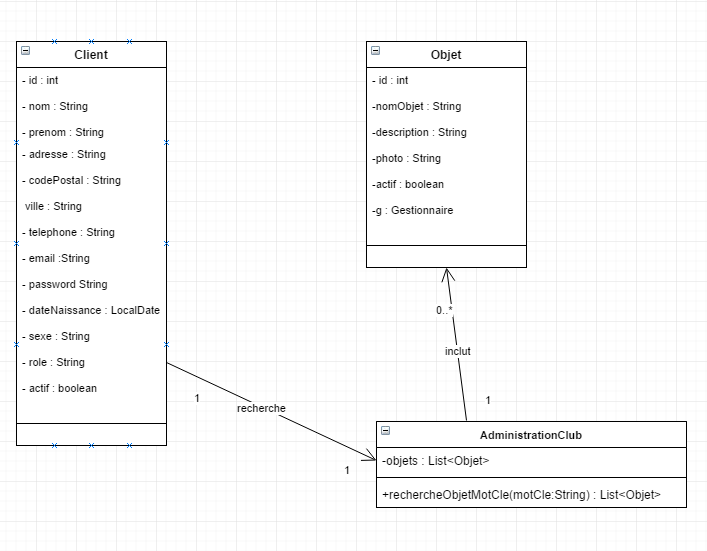 Client
- id : int
- nom : String
- prenom : String
- adresse : String
- codePostal : String
ville : String
- telephone : String
- email :String
- password String
- dateNaissance : LocalDate
- sexe : String
- role : String
- actif : boolean
Objet
- id : int
-nomObjet : String
-description : String
-photo : String
-actif : boolean
-g : Gestionnaire
0..*
inclut
1
1
recherche
1
AdministrationClub
-objets : List<Objet>
+rechercheObjetMotCle(motCle:String) : List<Objet>